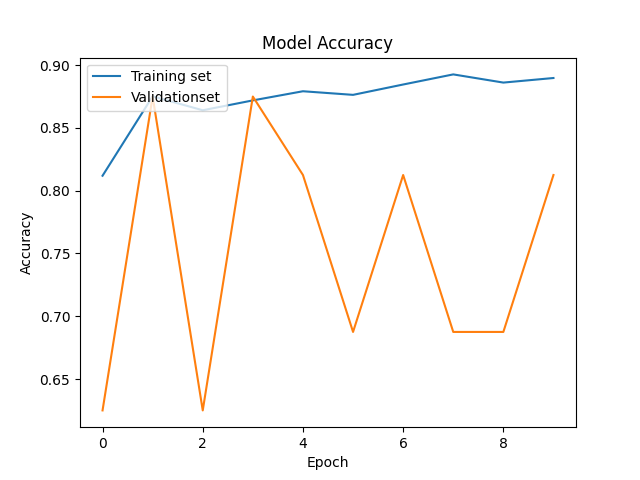 Model Accuracy
Training set
Validationset
0.90
0.85
0.80
0.75
0.70
0.65
Accuracy
0 2 4 6 8
Epoch